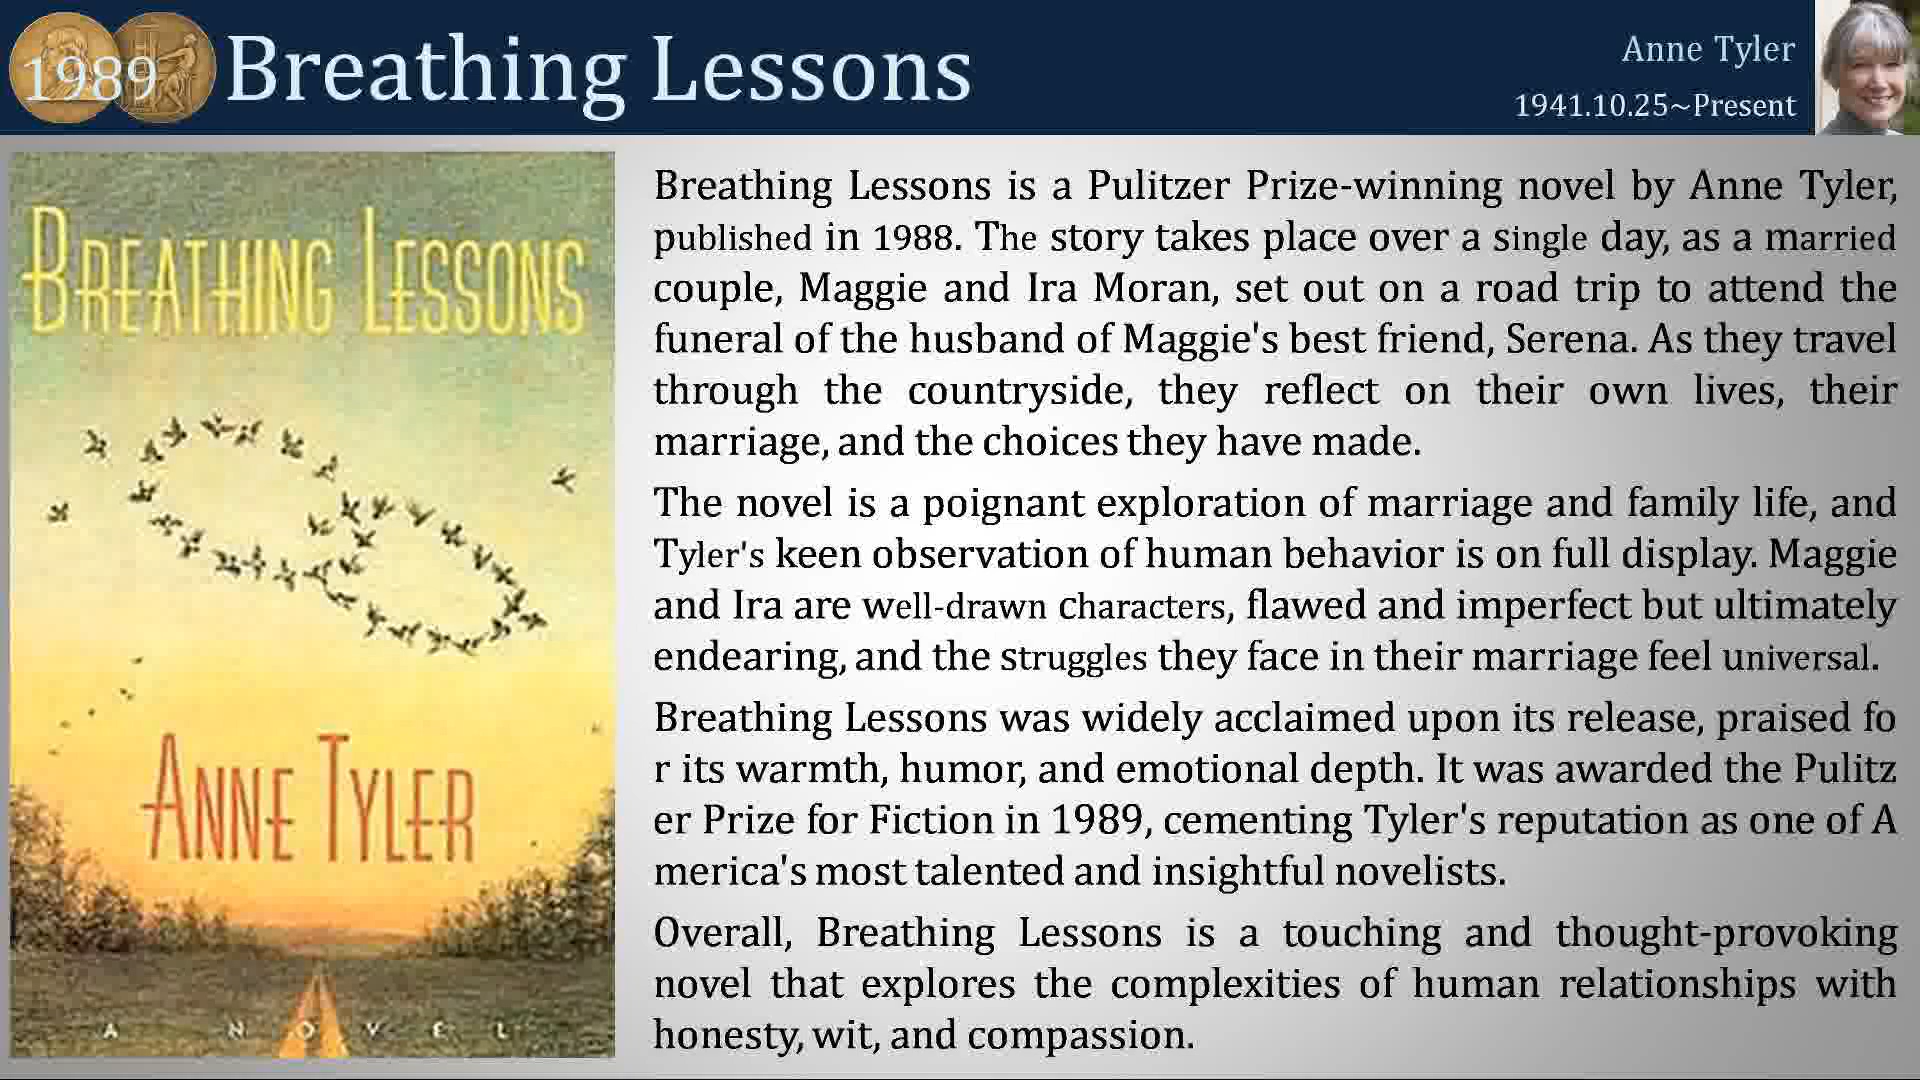 1989 Breathing Lessons
Anne Tyler
1941.10.25~Present
BREATHING LESSONS
ANNE TYLER
A NOVEL
Breathing Lessons is a Pulitzer Prize-winning novel by Anne Tyler,
published in 1988. The story takes place over a single day, as a married
couple, Maggie and Ira Moran, set out on a road trip to attend the
funeral of the husband of Maggie's best friend, Serena. As they travel
through the countryside, they reflect on their own lives, their
marriage, and the choices they have made.
The novel is a poignant exploration of marriage and family life, and
Tyler's keen observation of human behavior is on full display. Maggie
and Ira are well-drawn characters, flawed and imperfect but ultimately
endearing, and the struggles they face in their marriage feel universal.
Breathing Lessons was widely acclaimed upon its release, praised fo
r its warmth, humor, and emotional depth. It was awarded the Pulitz
er Prize for Fiction in 1989, cementing Tyler's reputation as one of A
merica's most talented and insightful novelists.
Overall, Breathing Lessons is a touching and thought-provoking
novel that explores the complexities of human relationships with
honesty, wit, and compassion.